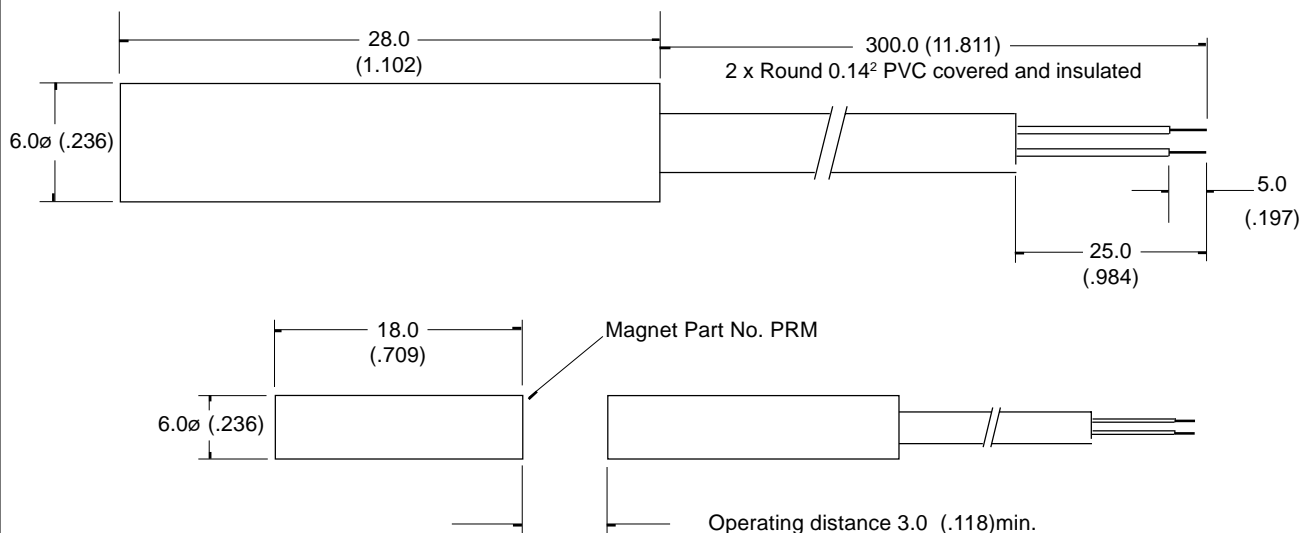 28.0
(1.102)
300.0 (11.811)
2 x Round 0.14² PVC covered and insulated
6.0ø (.236)
5.0
(.197)
25.0
(.984)
18.0
(.709)
Magnet Part No. PRM
6.0ø (.236)
Operating distance 3.0 (.118)min.